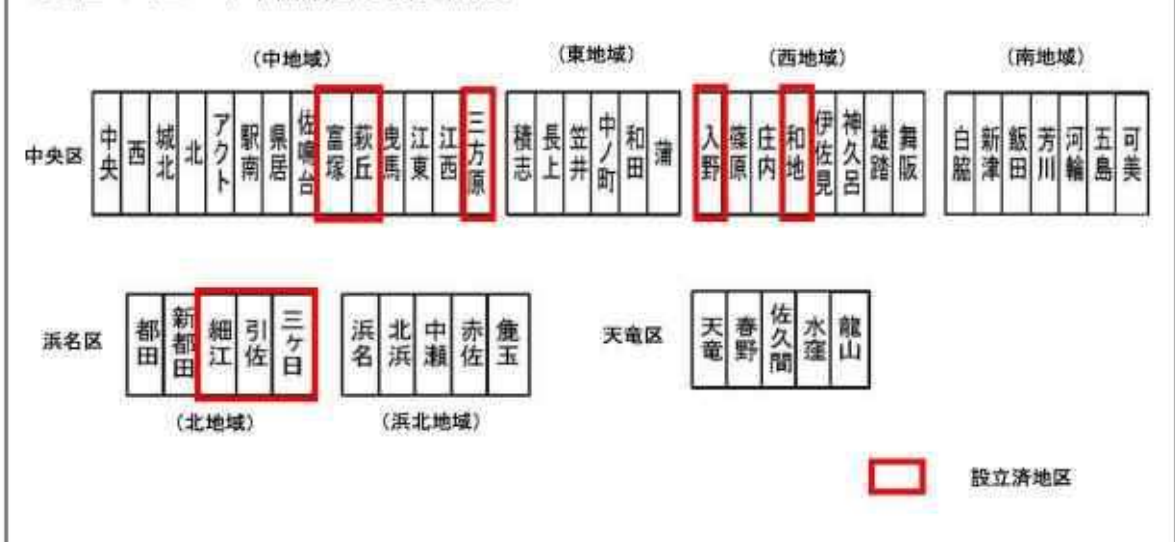 (中地域)
(東地域)
(西地域)
(南地域)
中央区
中央
西
城北
北
アクト
駅南
県居
佐鳴台
富塚
萩丘
曳馬
江東
江西
三方原
積志
長上
笠井
中ノ町
和田
蒲
入野
篠原
庄内
和地
伊佐見
神久呂
雄踏
舞阪
白脇
新津
飯田
芳川
河輪
五島
可美
浜名区
都田
新都田
細江
引佐
三ヶ日
(北地域)
浜名
北浜
中瀬
赤佐
麁玉
(浜北地域)
天竜区
天竜
春野
佐久間
水窪
龍山
設立済地区